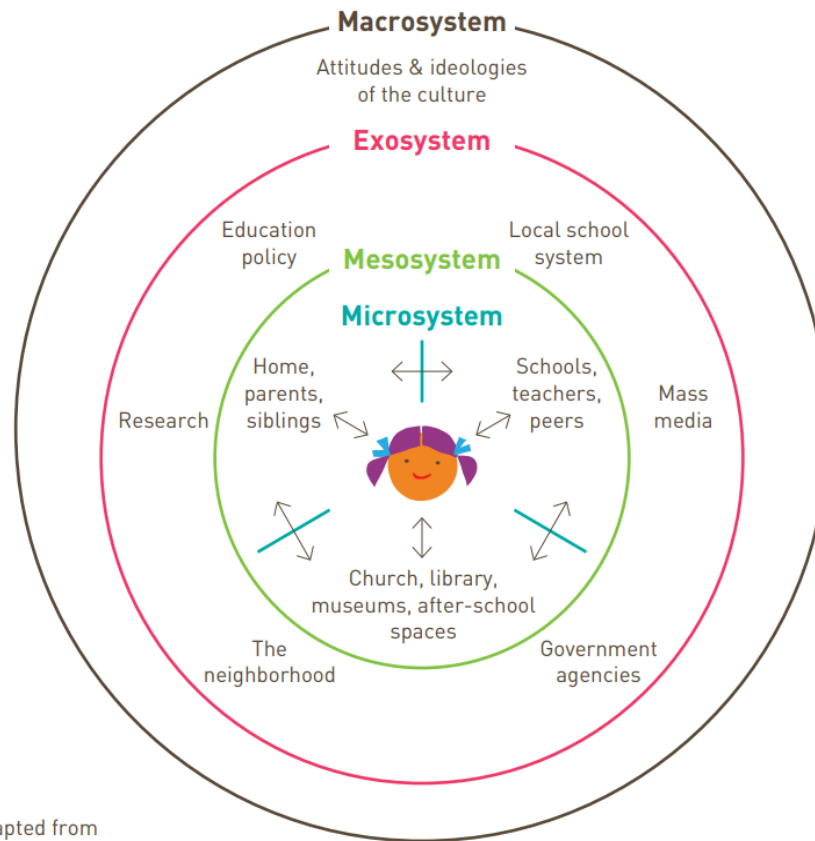 Macrosystem
Attitudes & ideologies
of the culture
Exosystem
Education
policy
Local school
system
Mesosystem
Microsystem
Home,
parents,
siblings
Schools,
teachers,
peers
Research
Mass
media
Church, library,
museums, after-school
spaces
The
neighborhood
Government
agencies
apted from